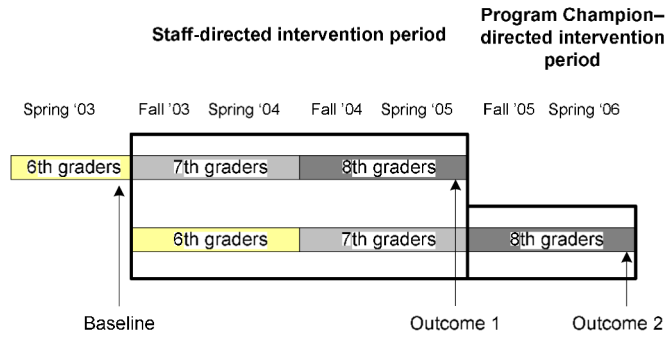 Program Champion–
directed intervention
period
Staff-directed intervention period
Spring ‘03 Fall ’03 Spring ‘04 Fall ’04 Spring ‘05 Fall ’05 Spring ‘06
6th graders 7th graders 8th graders
6th graders 7th graders 8th graders
Baseline Outcome 1 Outcome 2